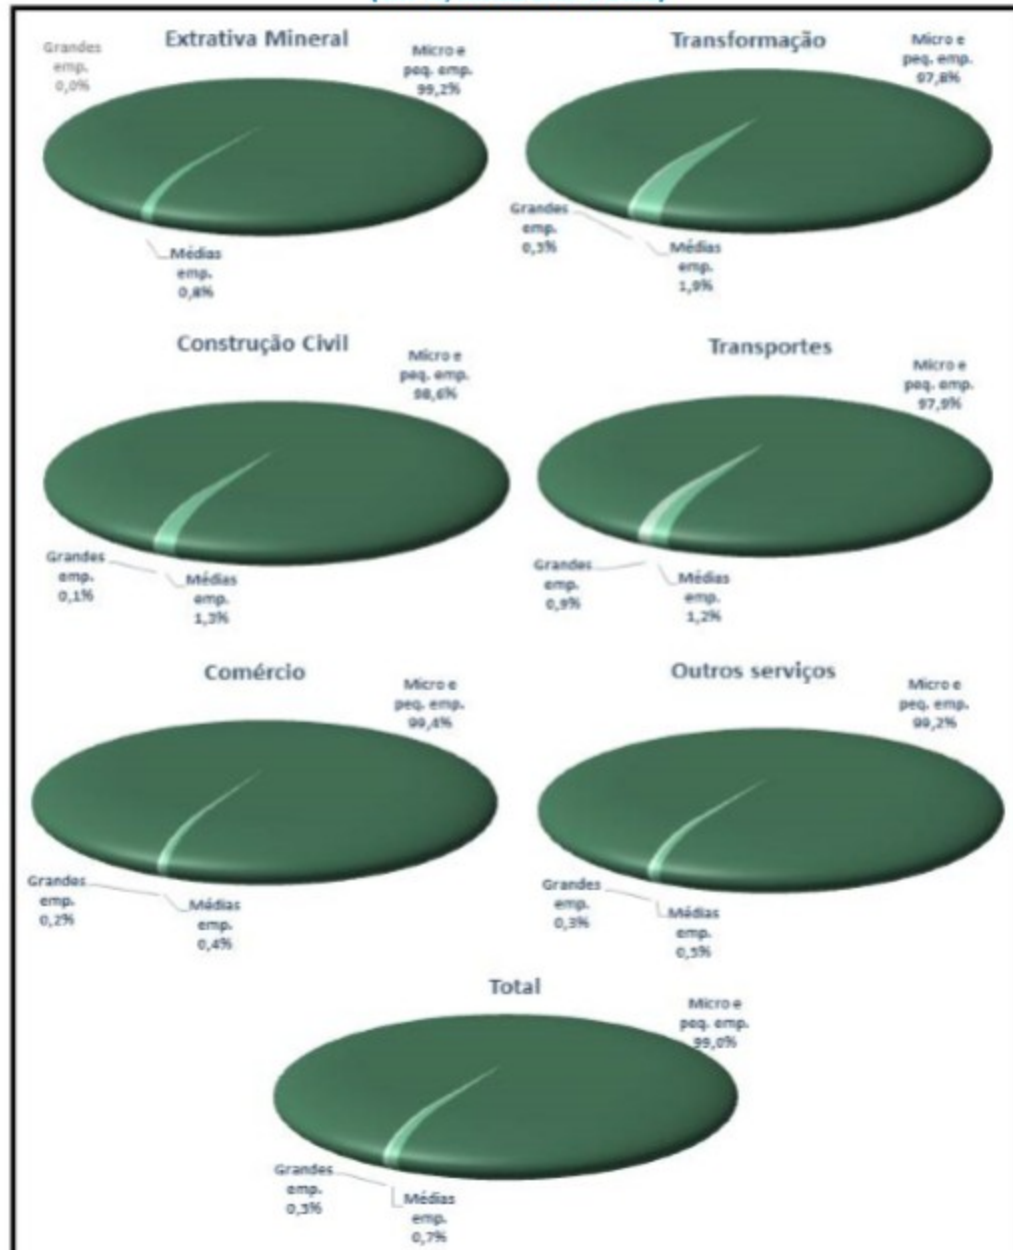 Extrativa Mineral
Grandes
emp.
0,0%
Micro e
peq. emp.
99,2%
Médias
emp.
0,8%
Transformação
Micro e
peq. emp.
97,8%
Grandes
emp.
0,3%
Médias
emp.
1,9%
Construção Civil
Micro e
peq. emp.
98,6%
Grandes
emp.
0,1%
Médias
emp.
1,3%
Transportes
Micro e
peq. emp.
97,9%
Grandes
emp.
0,9%
Médias
emp.
1,2%
Comércio
Micro e
peq. emp.
99,4%
Grandes
emp.
0,2%
Médias
emp.
0,4%
Outros serviços
Micro e
peq. emp.
99,2%
Grandes
emp.
0,3%
Médias
emp.
0,5%
Total
Micro e
peq. emp.
99,0%
Grandes
emp.
0,3%
Médias
emp.
0,7%